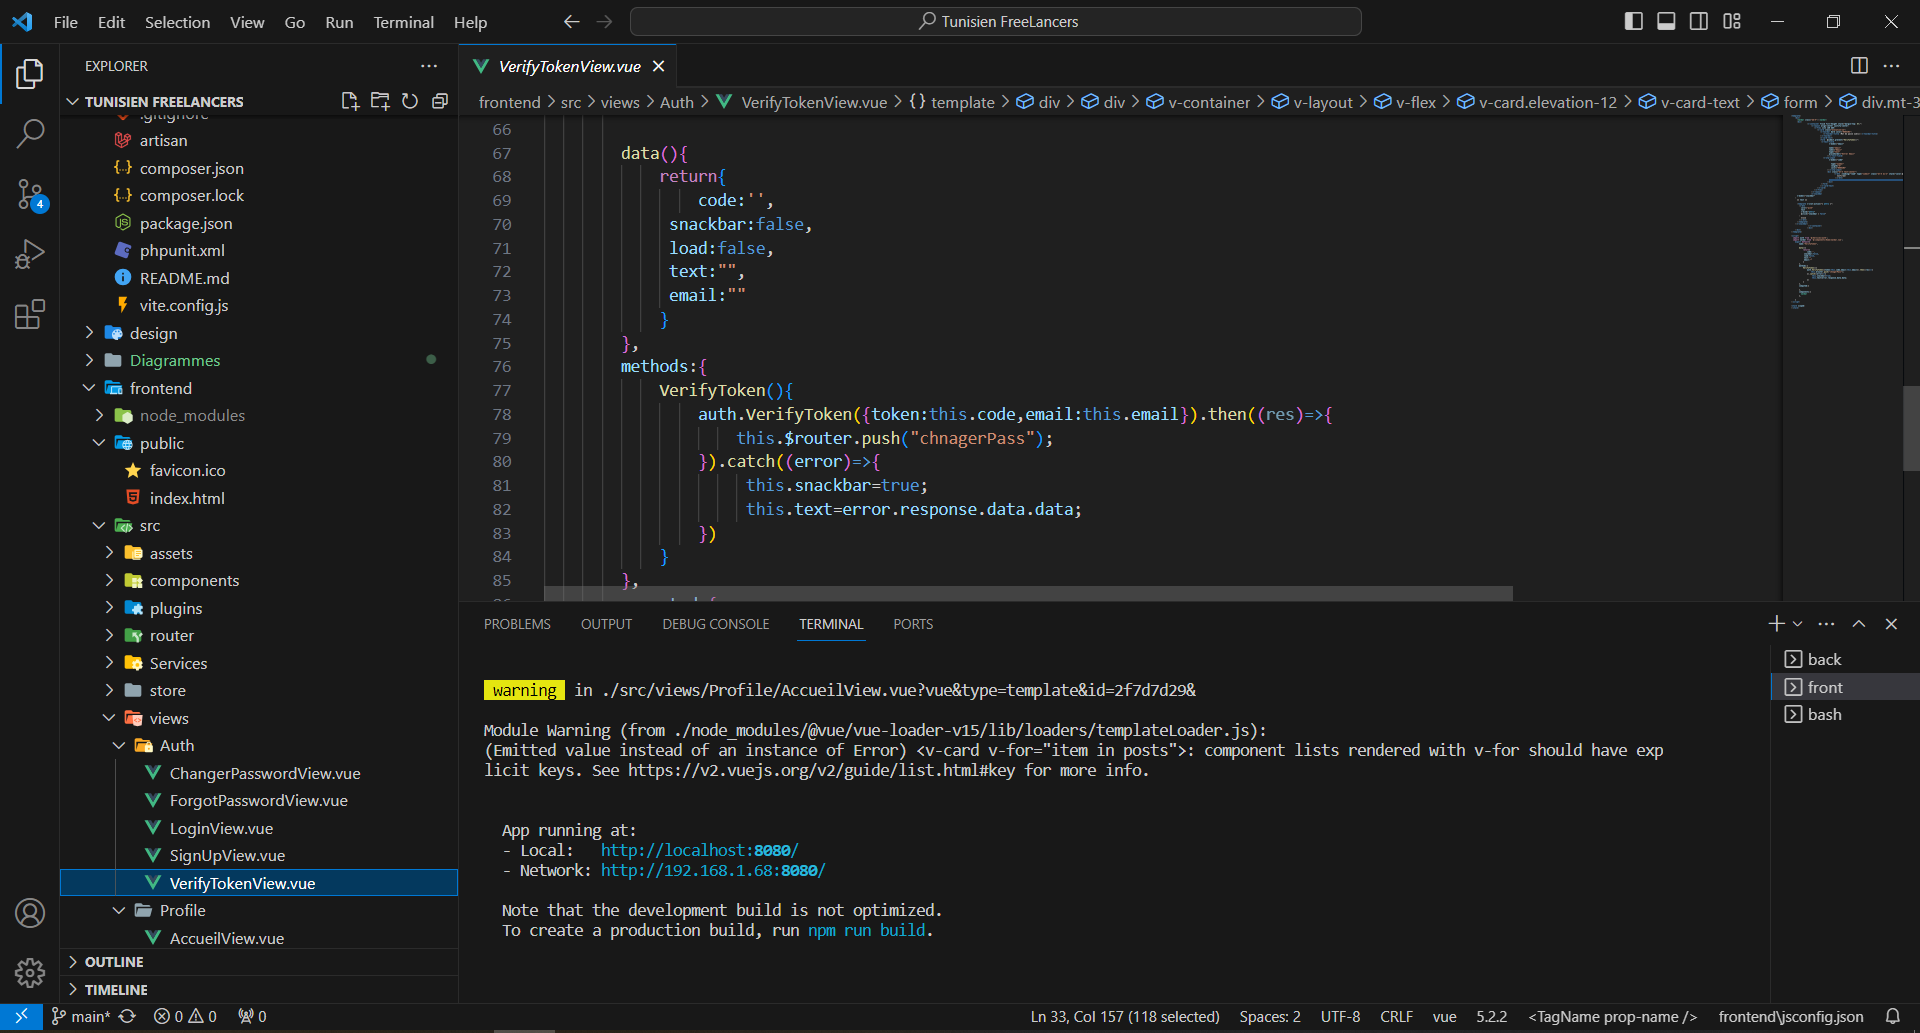 File Edit Selection View Go Run Terminal Help
Tunisien FreeLancers
EXPLORER
TUNISIEN FREELANCERS
.gitignore
artisan
composer.json
composer.lock
package.json
phpunit.xml
README.md
vite.config.js
design
Diagrammes
frontend
node_modules
public
favicon.ico
index.html
src
assets
components
plugins
router
Services
store
views
Auth
ChangerPasswordView.vue
ForgotPasswordView.vue
LoginView.vue
SignUpView.vue
VerifyTokenView.vue
Profile
AccueilView.vue
OUTLINE
TIMELINE
4
VerifyTokenView.vue
frontend > src > views > Auth > VerifyTokenView.vue > {} template > div > div > v-container > v-layout > v-flex > v-card.elevation-12 > v-card-text > form > div.mt-3
66
67 data(){
68 return{
69 code:'',
70 snackbar:false,
71 load:false,
72 text:"",
73 email:""
74 }
75 },
76 methods:{
77 VerifyToken(){
78 auth.VerifyToken({token:this.code,email:this.email}).then((res)=>{
79 this.$router.push("chnagerPass");
80 }).catch((error)=>{
81 this.snackbar=true;
82 this.text=error.response.data.data;
83 })
84 }
85 },
PROBLEMS OUTPUT DEBUG CONSOLE TERMINAL PORTS
warning in ./src/views/Profile/AccueilView.vue?vue&type=template&id=2f7d7d29&
Module Warning (from ./node_modules/@vue/vue-loader-v15/lib/loaders/templateLoader.js):
(Emitted value instead of an instance of Error) <v-card v-for="item in posts">: component lists rendered with v-for should have exp
licit keys. See https://v2.vuejs.org/v2/guide/list.html#key for more info.
App running at:
- Local: http://localhost:8080/
- Network: http://192.168.1.68:8080/
Note that the development build is not optimized.
To create a production build, run npm run build.
back
front
bash
main* 0 0 0
Ln 33, Col 157 (118 selected) Spaces: 2 UTF-8 CRLF vue 5.2.2 <TagName prop-name /> frontend\jsconfig.json